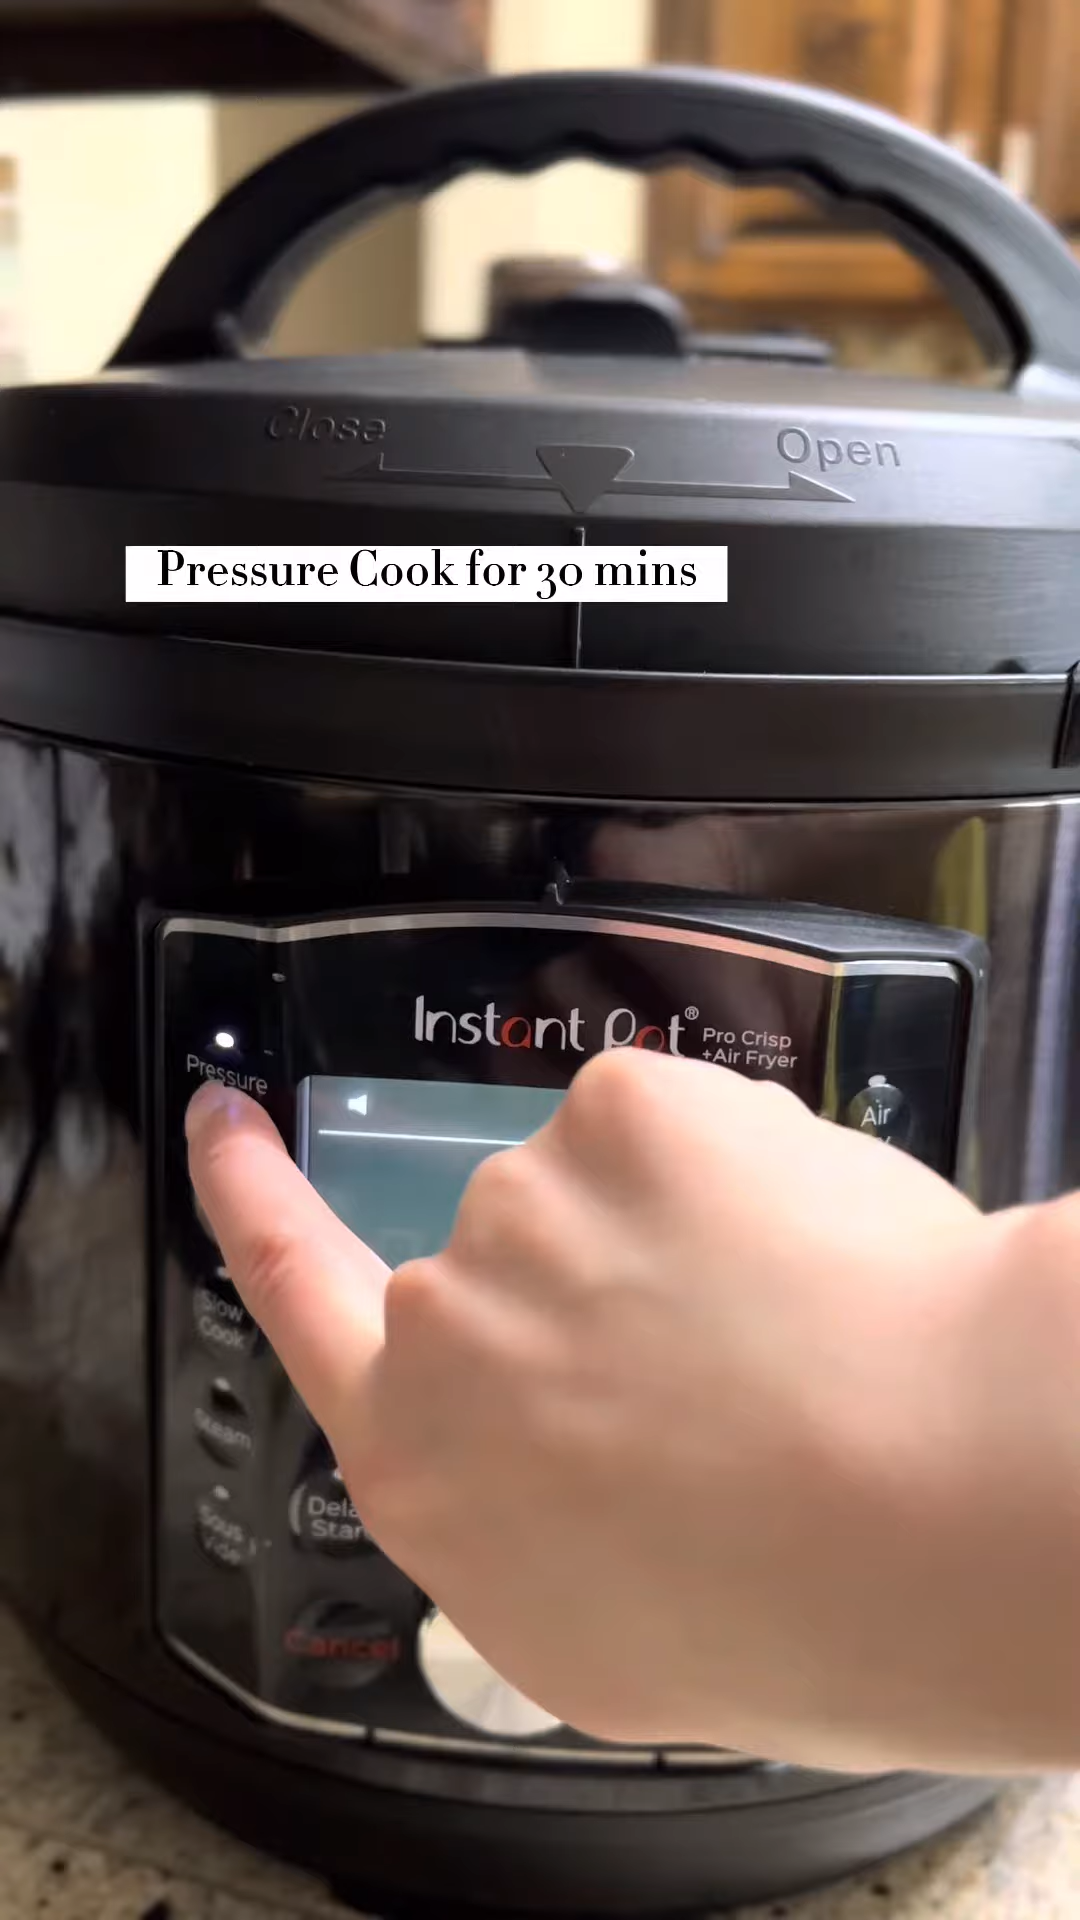 Close
Open
Pressure Cook for 30 mins
Instant Pot®
Pro Crisp
+Air Fryer
Pressure
Air
Slow
Cook
Steam
Sous
Vide
Cancel